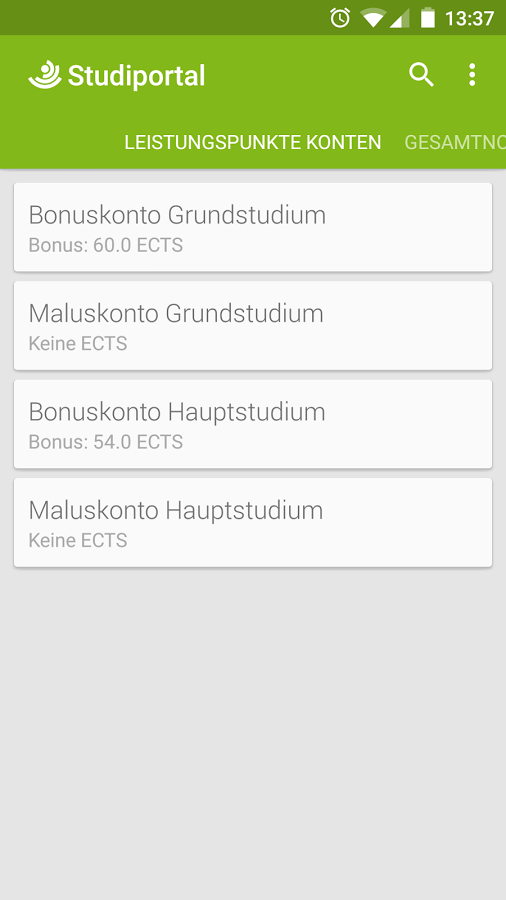 13:37
Studiportal
LEISTUNGSPUNKTE KONTEN GESAMTNO
Bonuskonto Grundstudium
Bonus: 60.0 ECTS
Maluskonto Grundstudium
Keine ECTS
Bonuskonto Hauptstudium
Bonus: 54.0 ECTS
Maluskonto Hauptstudium
Keine ECTS